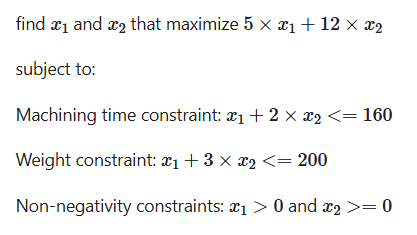 find x₁ and x₂ that maximize 5 × x₁ + 12 × x₂
subject to:
Machining time constraint: x₁ + 2 × x₂ <= 160
Weight constraint: x₁ + 3 × x₂ <= 200
Non-negativity constraints: x₁ > 0 and x₂ >= 0